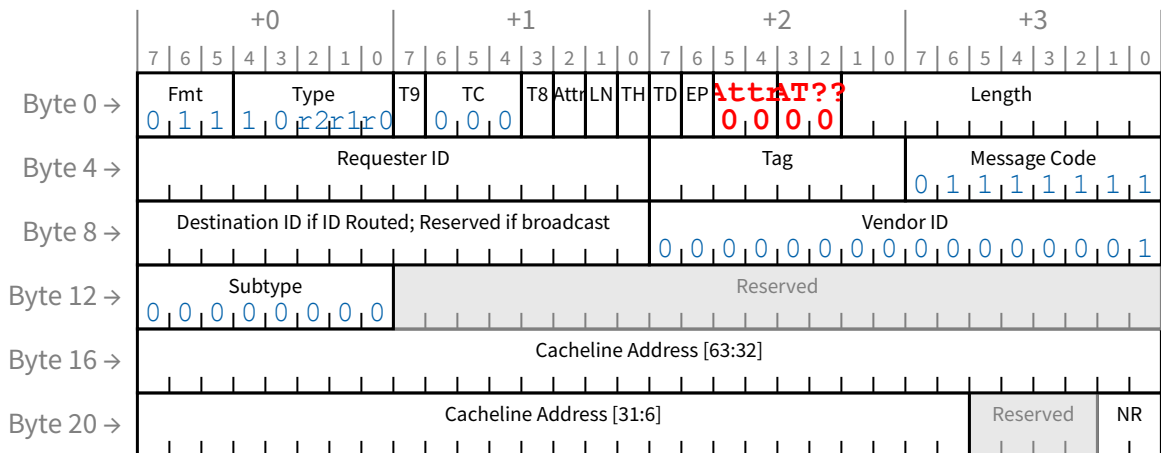 +0 +1 +2 +3
7 6 5 4 3 2 1 0 7 6 5 4 3 2 1 0 7 6 5 4 3 2 1 0 7 6 5 4 3 2 1 0
Byte 0 → Fmt Type T9 TC T8 Attr LN TH TD EP Attr AT?? Length
0 1 1 1 0 r2 r1 r0 0 0 0 0 0 0 0
Byte 4 → Requester ID Tag Message Code
0 1 1 1 1 1 1 1
Byte 8 → Destination ID if ID Routed; Reserved if broadcast Vendor ID
0 0 0 0 0 0 0 0 0 0 0 0 0 0 0 1
Byte 12 → Subtype Reserved
0 0 0 0 0 0 0 0
Byte 16 → Cacheline Address [63:32]
Byte 20 → Cacheline Address [31:6] Reserved NR